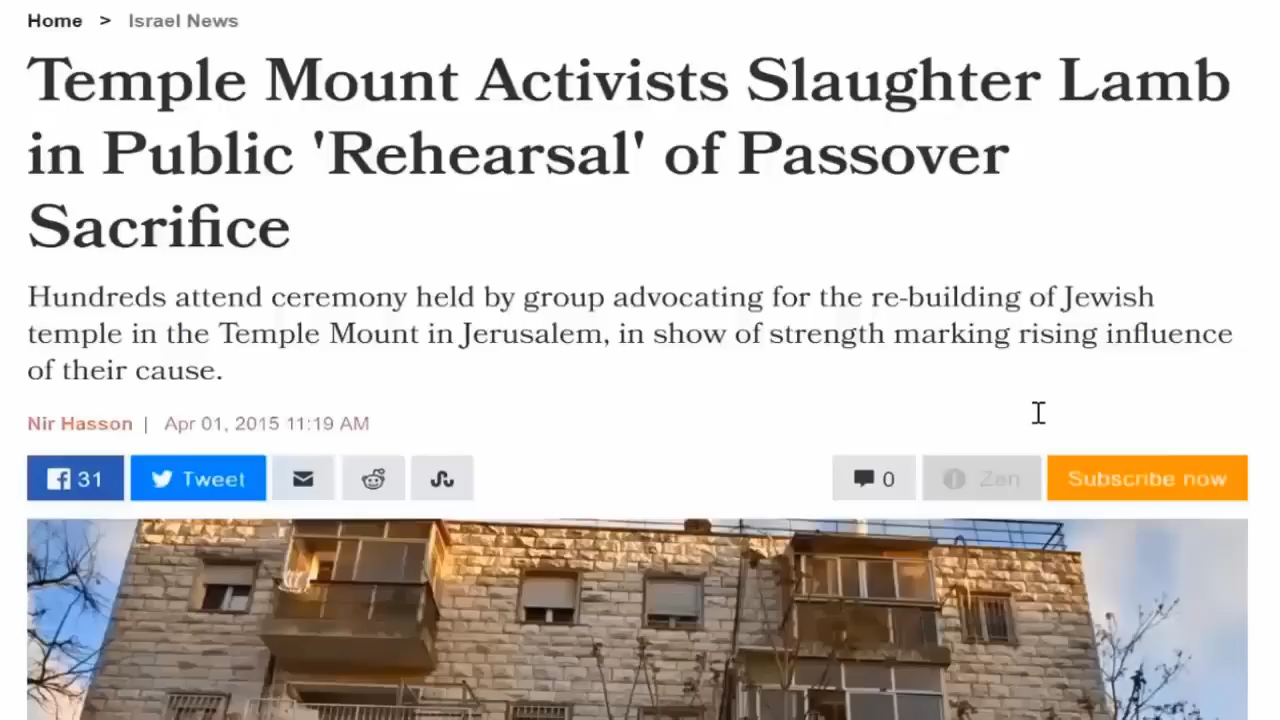 Home > Israel News
Temple Mount Activists Slaughter Lamb
in Public 'Rehearsal' of Passover
Sacrifice
Hundreds attend ceremony held by group advocating for the re-building of Jewish
temple in the Temple Mount in Jerusalem, in show of strength marking rising influence
of their cause.
Nir Hasson | Apr 01, 2015 11:19 AM
31 Tweet 0 Zen Subscribe now